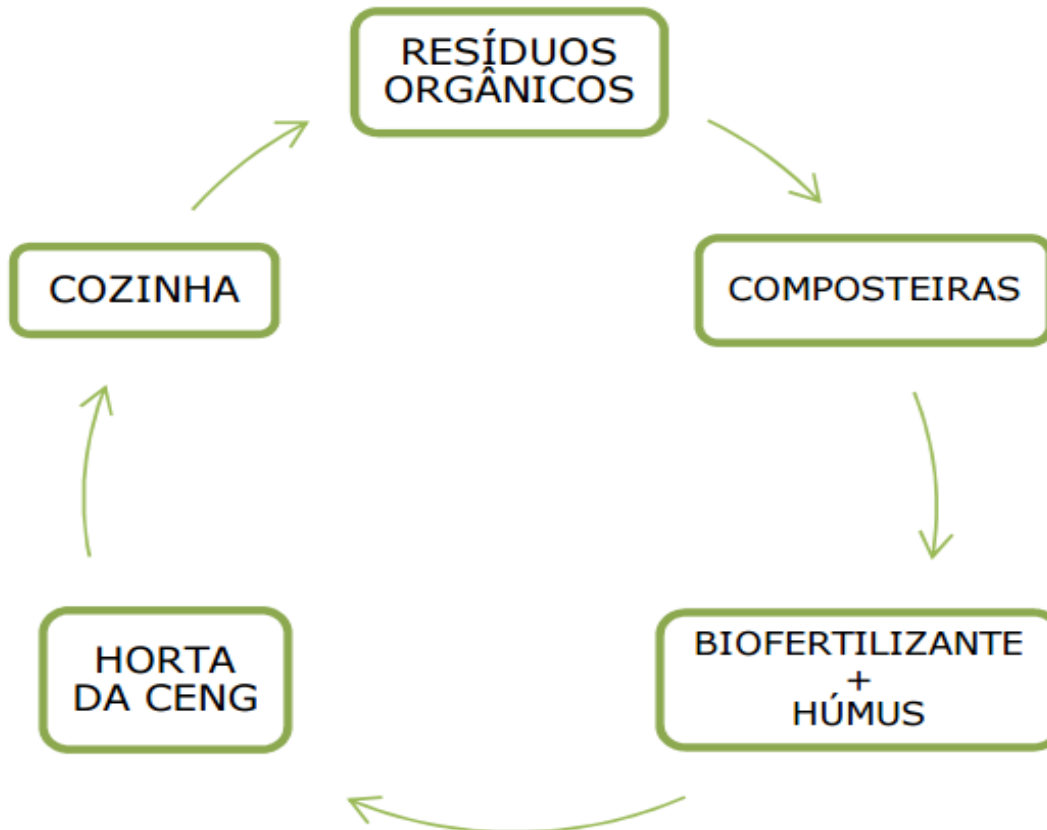 RESÍDUOS
ORGÂNICOS
COMPOSTEIRAS
BIOFERTILIZANTE
+
HÚMUS
HORTA
DA CENG
COZINHA